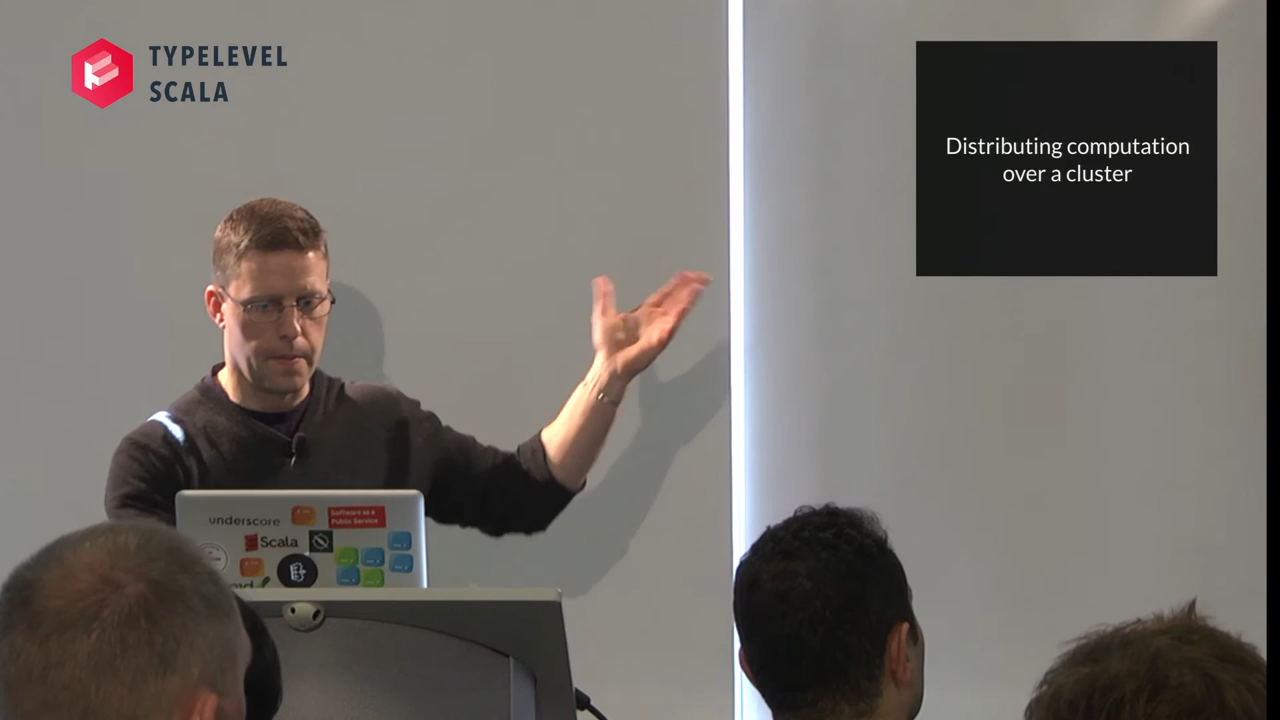 TYPELEVEL
SCALA
Distributing computation
over a cluster
underscore
Software as a
Public Service
Scala